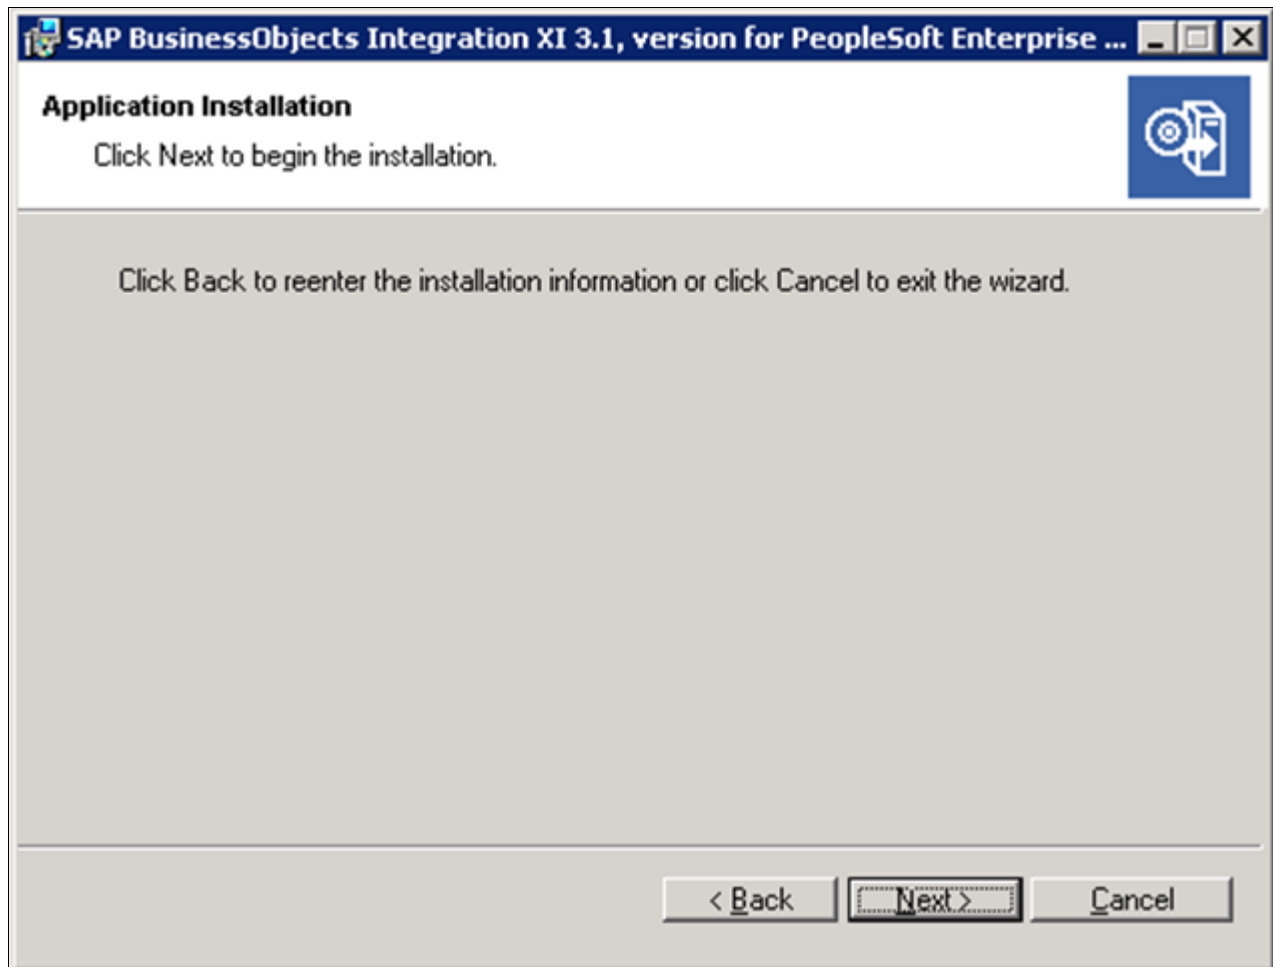 SAP BusinessObjects Integration XI 3.1, version for PeopleSoft Enterprise ...
Application Installation
Click Next to begin the installation.
Click Back to reenter the installation information or click Cancel to exit the wizard.
< Back
Next >
Cancel